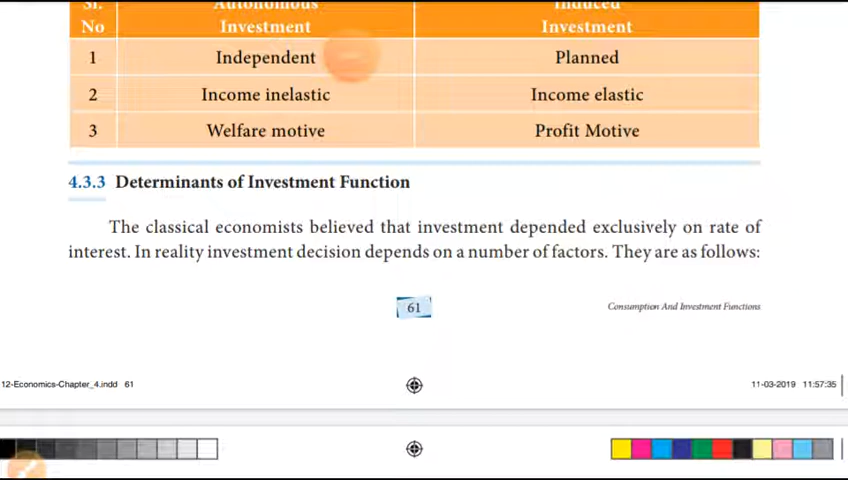 Sl. Autonomous Induced
No Investment Investment
1 Independent Planned
2 Income inelastic Income elastic
3 Welfare motive Profit Motive
4.3.3 Determinants of Investment Function
The classical economists believed that investment depended exclusively on rate of
interest. In reality investment decision depends on a number of factors. They are as follows:
61 Consumption And Investment Functions
12-Economics-Chapter_4.indd 61 11-03-2019 11:57:35